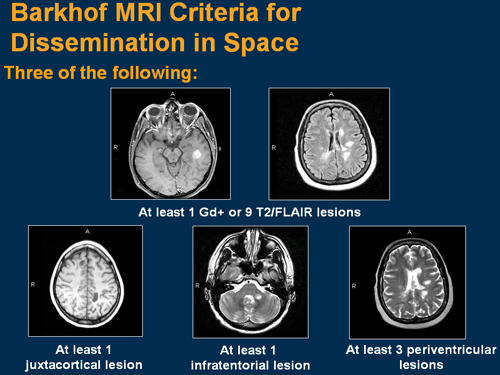 Barkhof MRI Criteria for
Dissemination in Space
Three of the following:
A
R
A
R
At least 1 Gd+ or 9 T2/FLAIR lesions
A
R
A
R
A
R
At least 1
juxtacortical lesion
At least 1
infratentorial lesion
At least 3 periventricular
lesions